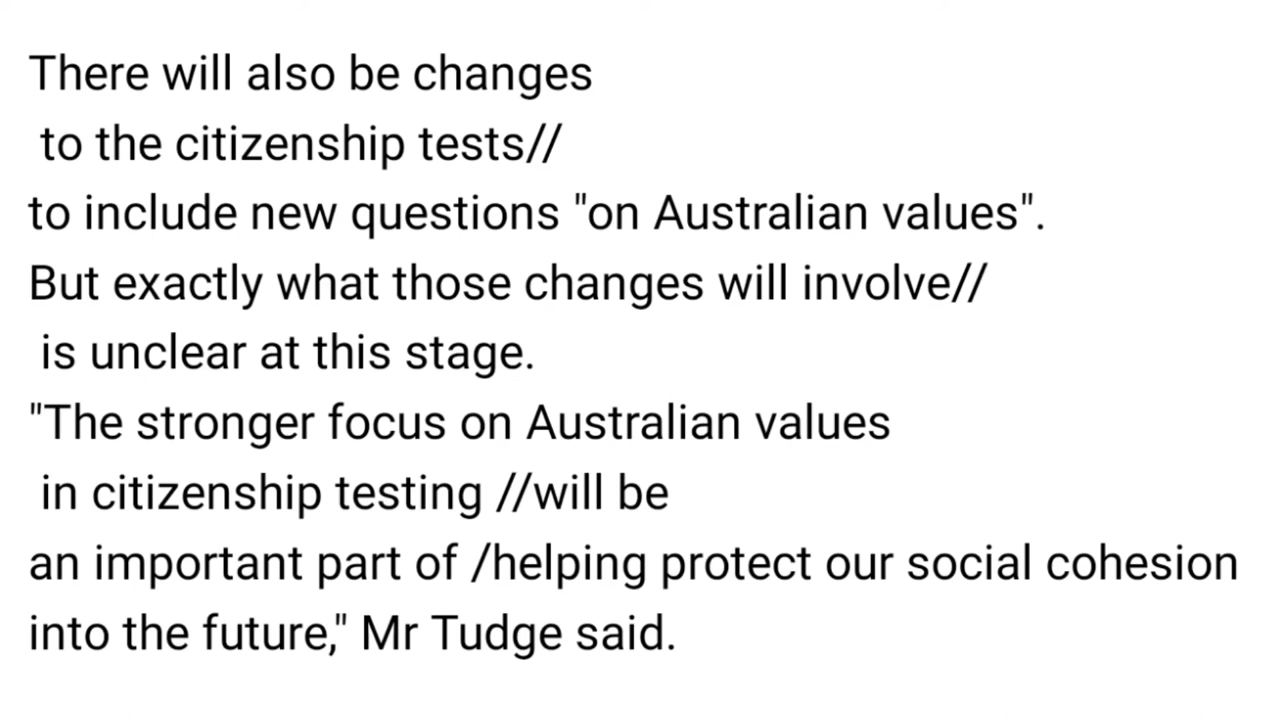 There will also be changes
to the citizenship tests//
to include new questions "on Australian values".
But exactly what those changes will involve//
is unclear at this stage.
"The stronger focus on Australian values
in citizenship testing //will be
an important part of /helping protect our social cohesion
into the future," Mr Tudge said.